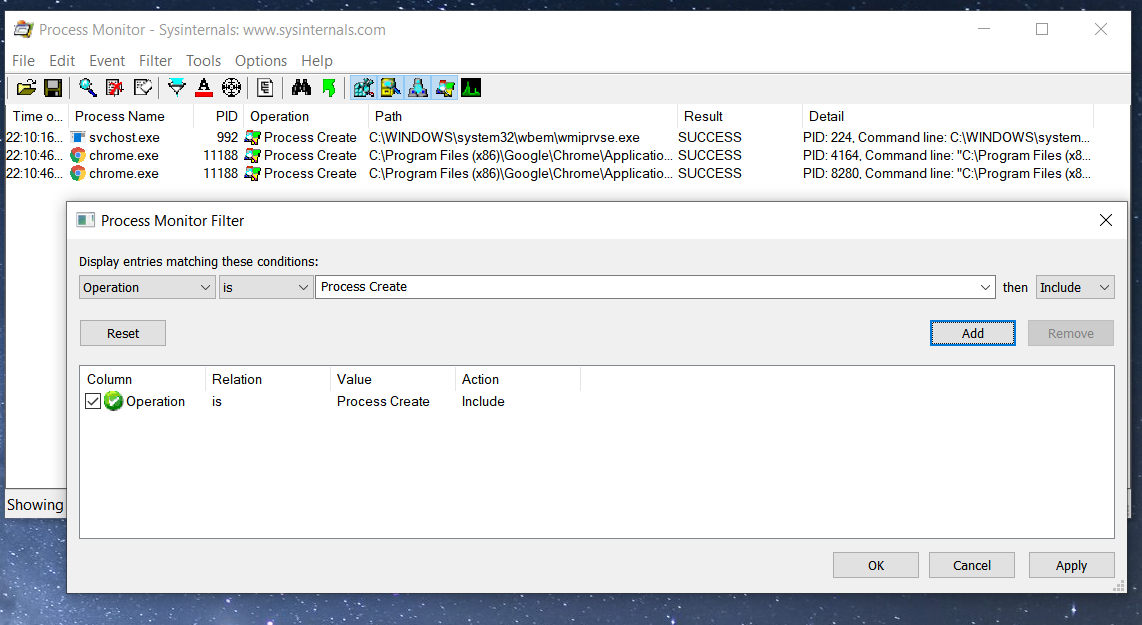 Process Monitor - Sysinternals: www.sysinternals.com
File Edit Event Filter Tools Options Help
Time o... Process Name PID Operation Path Result Detail
22:10:16... svchost.exe 992 Process Create C:\WINDOWS\system32\wbem\wmiprvse.exe SUCCESS PID: 224, Command line: C:\WINDOWS\system...
22:10:46... chrome.exe 11188 Process Create C:\Program Files (x86)\Google\Chrome\Applicatio... SUCCESS PID: 4164, Command line: "C:\Program Files (x8...
22:10:46... chrome.exe 11188 Process Create C:\Program Files (x86)\Google\Chrome\Applicatio... SUCCESS PID: 8280, Command line: "C:\Program Files (x8...
Process Monitor Filter
Display entries matching these conditions:
Operation is Process Create then Include
Reset Add Remove
Column Relation Value Action
Operation is Process Create Include
Showing
OK Cancel Apply